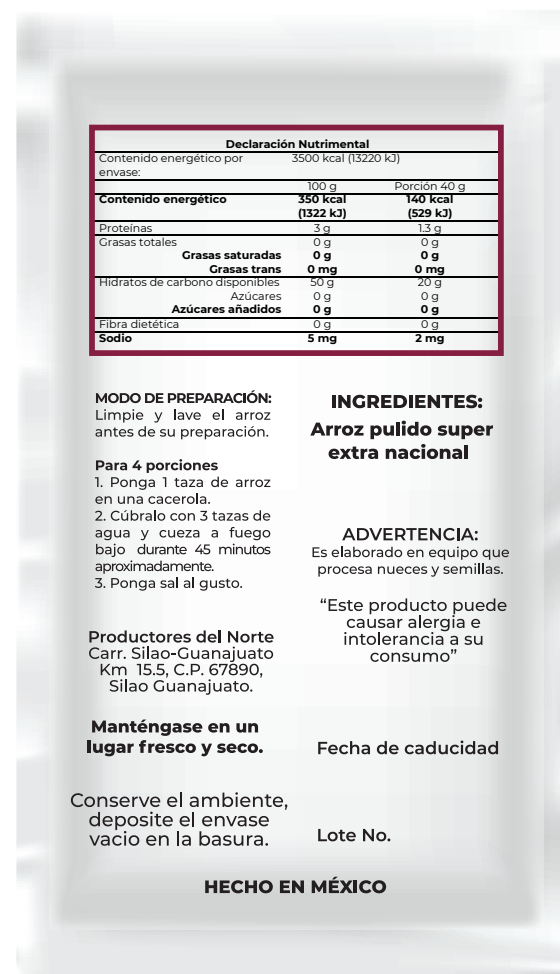 Declaración Nutrimental
Contenido energético por envase: 3500 kcal (13220 kJ)
100 g Porción 40 g
Contenido energético 350 kcal (1322 kJ) 140 kcal (529 kJ)
Proteínas 3 g 1.3 g
Grasas totales 0 g 0 g
Grasas saturadas 0 g 0 g
Grasas trans 0 mg 0 mg
Hidratos de carbono disponibles 50 g 20 g
Azúcares 0 g 0 g
Azúcares añadidos 0 g 0 g
Fibra dietética 0 g 0 g
Sodio 5 mg 2 mg
MODO DE PREPARACIÓN:
Limpie y lave el arroz
antes de su preparación.
Para 4 porciones
1. Ponga 1 taza de arroz
en una cacerola.
2. Cúbralo con 3 tazas de
agua y cueza a fuego
bajo durante 45 minutos
aproximadamente.
3. Ponga sal al gusto.
Productores del Norte
Carr. Silao-Guanajuato
Km 15.5, C.P. 67890,
Silao Guanajuato.
Manténgase en un
lugar fresco y seco.
Conserve el ambiente,
deposite el envase
vacio en la basura.
INGREDIENTES:
Arroz pulido super
extra nacional
ADVERTENCIA:
Es elaborado en equipo que
procesa nueces y semillas.
“Este producto puede
causar alergia e
intolerancia a su
consumo”
Fecha de caducidad
Lote No.
HECHO EN MÉXICO